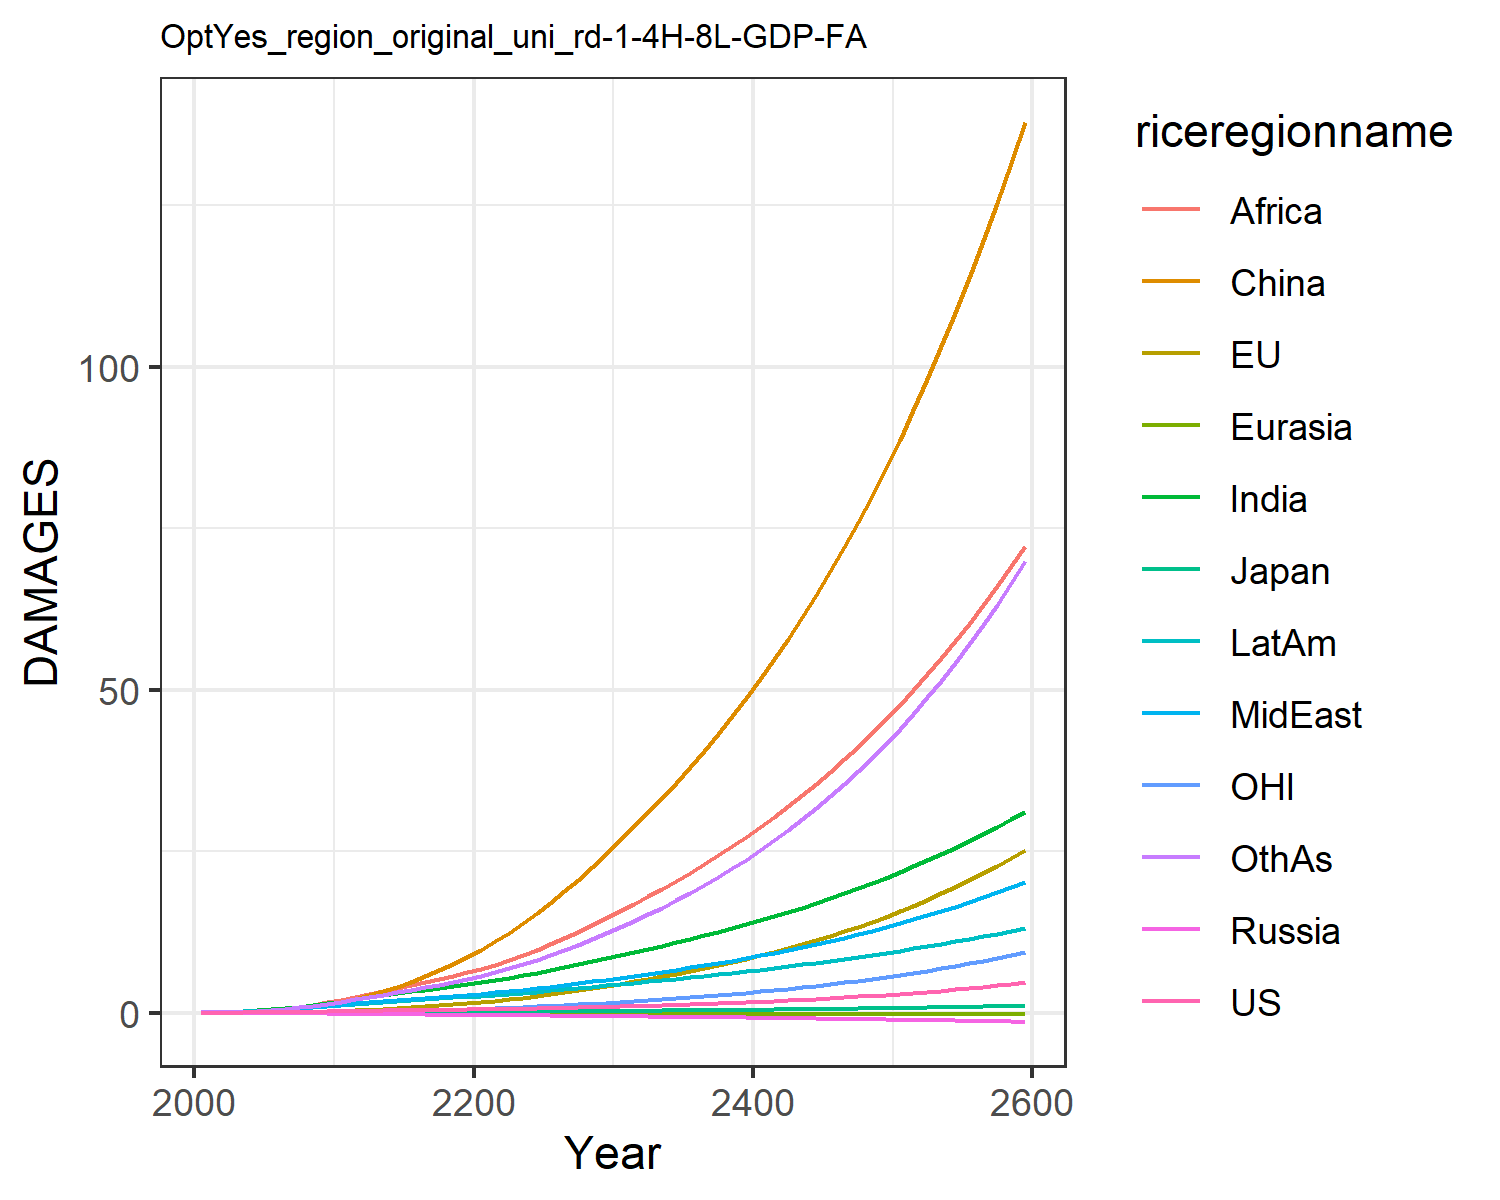 OptYes_region_original_uni_rd-1-4H-8L-GDP-FA
DAMAGES
100
50
0
2000 2200 2400 2600
Year
riceregionname
Africa
China
EU
Eurasia
India
Japan
LatAm
MidEast
OHI
OthAs
Russia
US